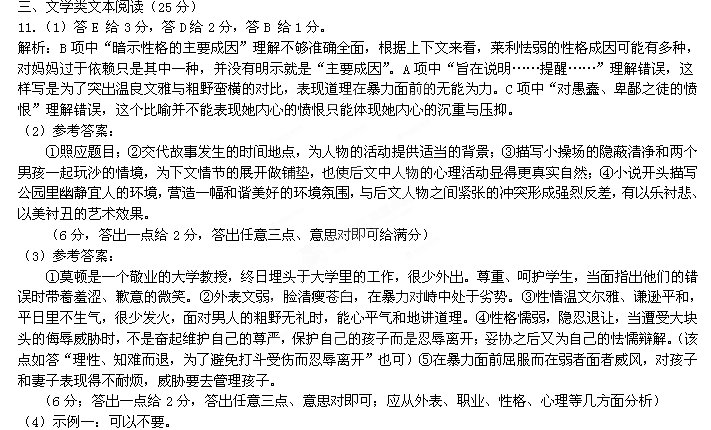 三、文学类文本阅读（25 分）
11.（1）答 E 给 3 分，答 D 给 2 分，答 B 给 1 分。
解析：B 项中“暗示性格的主要成因”理解不够准确全面，根据上下文来看，莱利怯弱的性格成因可能有多种，
对妈妈过于依赖只是其中一种，并没有明示就是“主要成因”。A 项中“旨在说明……提醒……”理解错误，这
样写是为了突出温良文雅与粗野蛮横的对比，表现道理在暴力面前的无能为力。C 项中“对愚蠢、卑鄙之徒的愤
恨”理解错误，这个比喻并不能表现她内心的愤恨只能体现她内心的沉重与压抑。
（2）参考答案：
①照应题目；②交代故事发生的时间地点，为人物的活动提供适当的背景；③描写小操场的隐蔽清净和两个
男孩一起玩沙的情境，为下文情节的展开做铺垫，也使后文中人物的心理活动显得更真实自然；④小说开头描写
公园里幽静宜人的环境，营造一幅和谐美好的环境氛围，与后文人物之间紧张的冲突形成强烈反差，有以乐衬悲、
以美衬丑的艺术效果。
（6 分，答出一点给 2 分，答出任意三点、意思对即可给满分）
（3）参考答案：
①莫顿是一个敬业的大学教授，终日埋头于大学里的工作，很少外出。尊重、呵护学生，当面指出他们的错
误时带着羞涩、歉意的微笑。②外表文弱，脸清瘦苍白，在暴力对峙中处于劣势。③性情温文尔雅、谦逊平和，
平日里不生气，很少发火，面对男人的粗野无礼时，能心平气和地讲道理。④性格懦弱，隐忍退让，当遭受大块
头的侮辱威胁时，不是奋起维护自己的尊严，保护自己的孩子而是忍辱离开；妥协之后又为自己的怯懦辩解。（该
点如答“理性、知难而退，为了避免打斗受伤而忍辱离开”也可）⑤在暴力面前屈服而在弱者面者威风，对孩子
和妻子表现得不耐烦，威胁要去管理孩子。
（6 分；答出一点给 2 分，答出任意三点、意思对即可；应从外表、职业、性格、心理等几方面分析）
（4）示例一：可以不要。